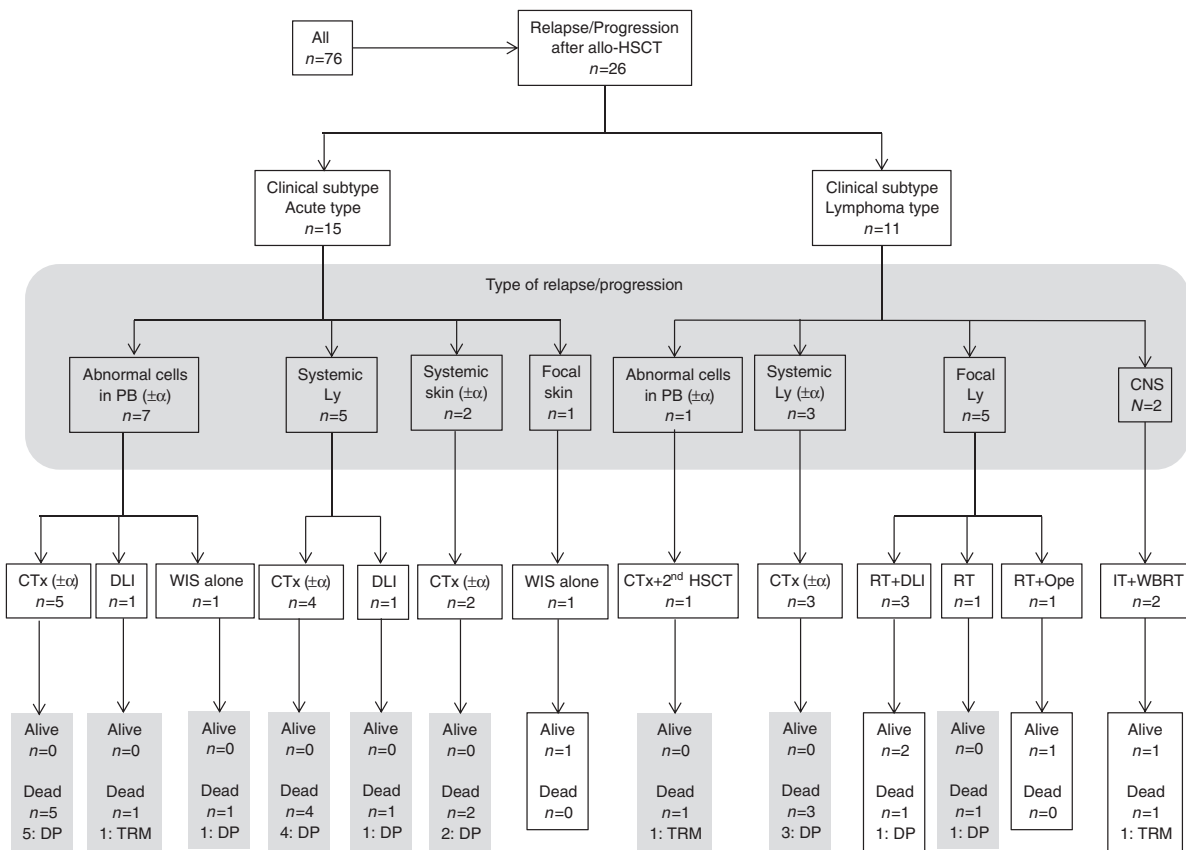 All
n=76
Relapse/Progression
after allo-HSCT
n=26
Clinical subtype
Acute type
n=15
Clinical subtype
Lymphoma type
n=11
Type of relapse/progression
Abnormal cells
in PB (±α)
n=7
Systemic
Ly
n=5
Systemic
skin (±α)
n=2
Focal
skin
n=1
Abnormal cells
in PB (±α)
n=1
Systemic
Ly (±α)
n=3
Focal
Ly
n=5
CNS
N=2
CTx (±α)
n=5
DLI
n=1
WIS alone
n=1
CTx (±α)
n=4
DLI
n=1
CTx (±α)
n=2
WIS alone
n=1
CTx+2nd HSCT
n=1
CTx (±α)
n=3
RT+DLI
n=3
RT
n=1
RT+Ope
n=1
IT+WBRT
n=2
Alive
n=0
Dead
n=5
5: DP
Alive
n=0
Dead
n=1
1: TRM
Alive
n=0
Dead
n=1
1: DP
Alive
n=0
Dead
n=4
4: DP
Alive
n=0
Dead
n=1
1: DP
Alive
n=0
Dead
n=2
2: DP
Alive
n=1
Dead
n=0
Alive
n=0
Dead
n=1
1: TRM
Alive
n=0
Dead
n=3
3: DP
Alive
n=2
Dead
n=1
1: DP
Alive
n=0
Dead
n=1
1: DP
Alive
n=1
Dead
n=0
Alive
n=1
Dead
n=1
1: TRM